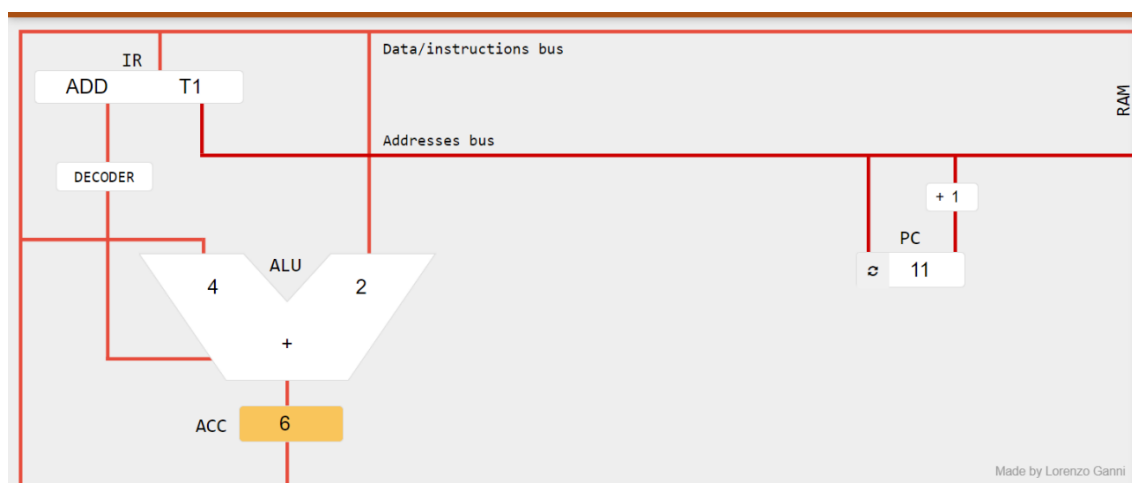 Data/instructions bus
IR
ADD T1
RAM
Addresses bus
DECODER
+ 1
PC
11
ALU
4 2
+
ACC 6
Made by Lorenzo Ganni